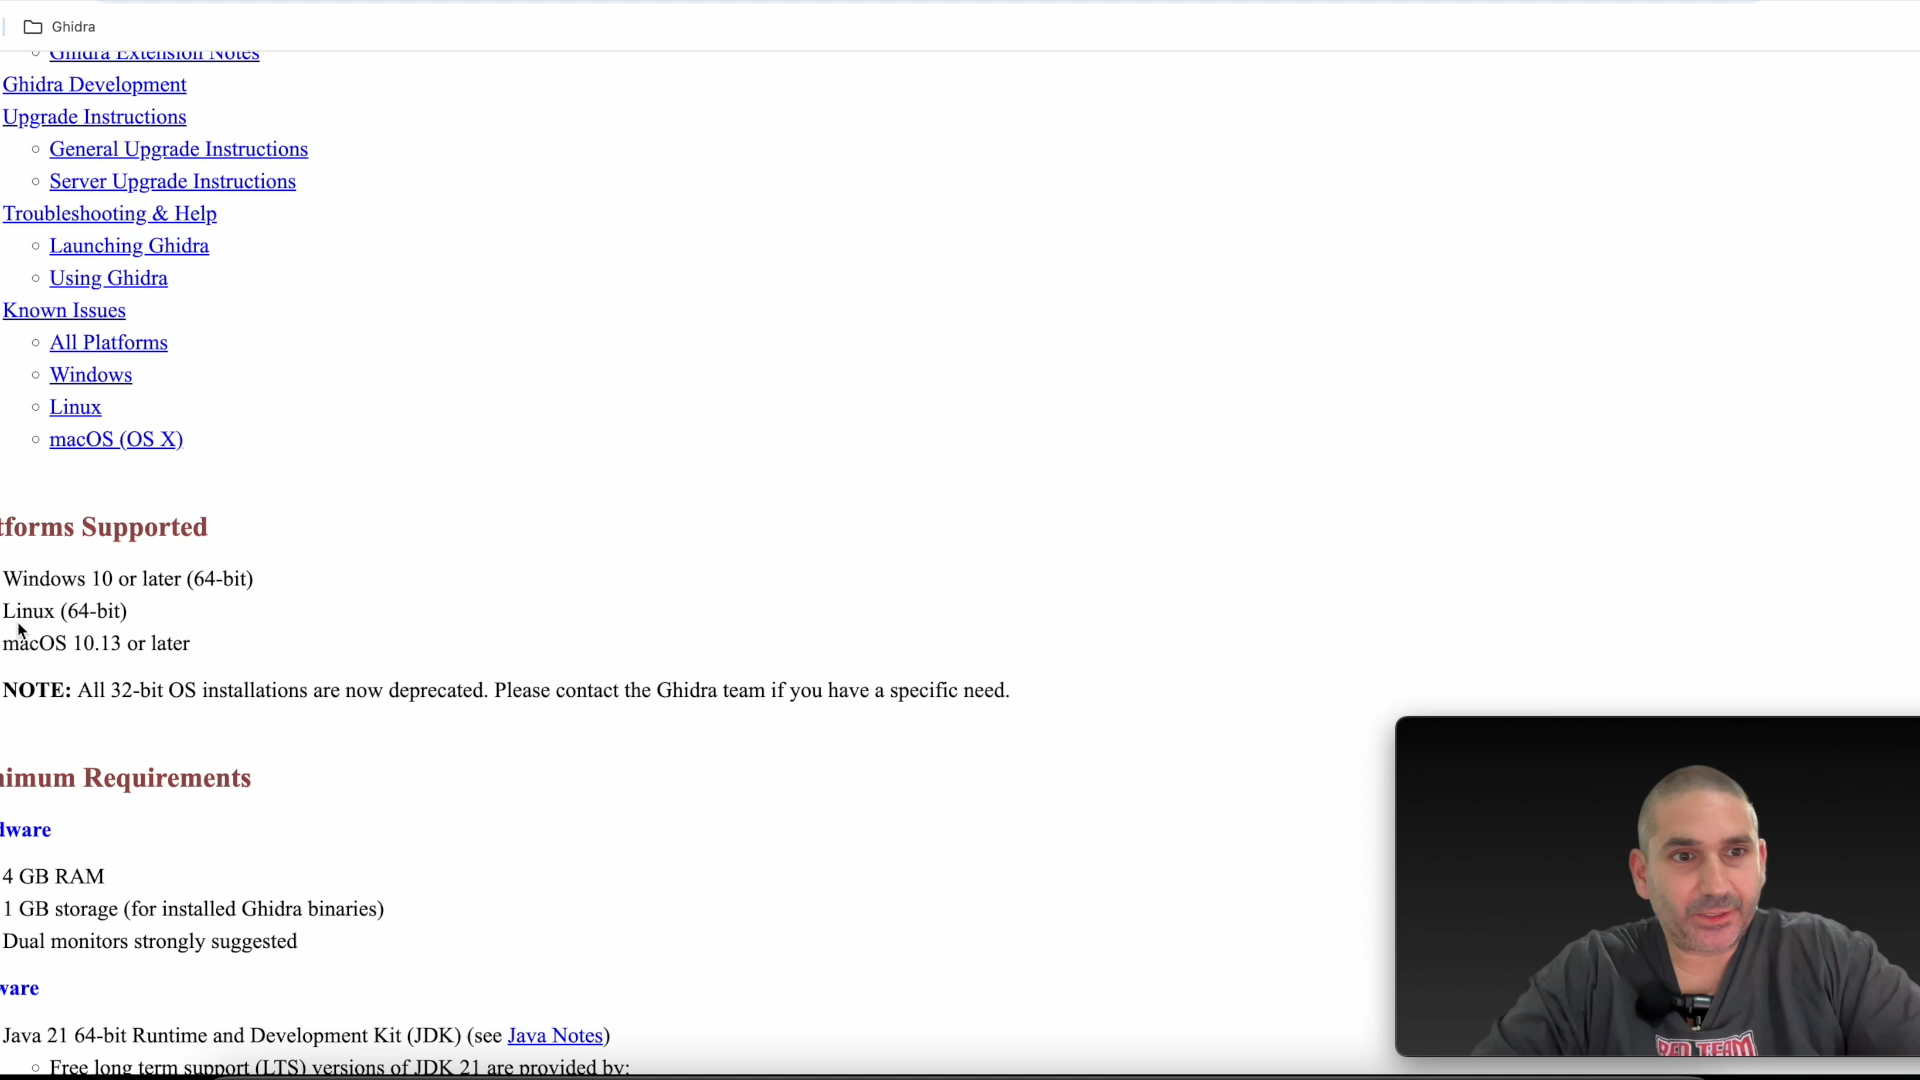 Ghidra
Ghidra Extension Notes
Ghidra Development
Upgrade Instructions
General Upgrade Instructions
Server Upgrade Instructions
Troubleshooting & Help
Launching Ghidra
Using Ghidra
Known Issues
All Platforms
Windows
Linux
macOS (OS X)
tforms Supported
Windows 10 or later (64-bit)
Linux (64-bit)
macOS 10.13 or later
NOTE: All 32-bit OS installations are now deprecated. Please contact the Ghidra team if you have a specific need.
nimum Requirements
dware
4 GB RAM
1 GB storage (for installed Ghidra binaries)
Dual monitors strongly suggested
ware
Java 21 64-bit Runtime and Development Kit (JDK) (see Java Notes)
Free long term support (LTS) versions of JDK 21 are provided by:
RED TEAM